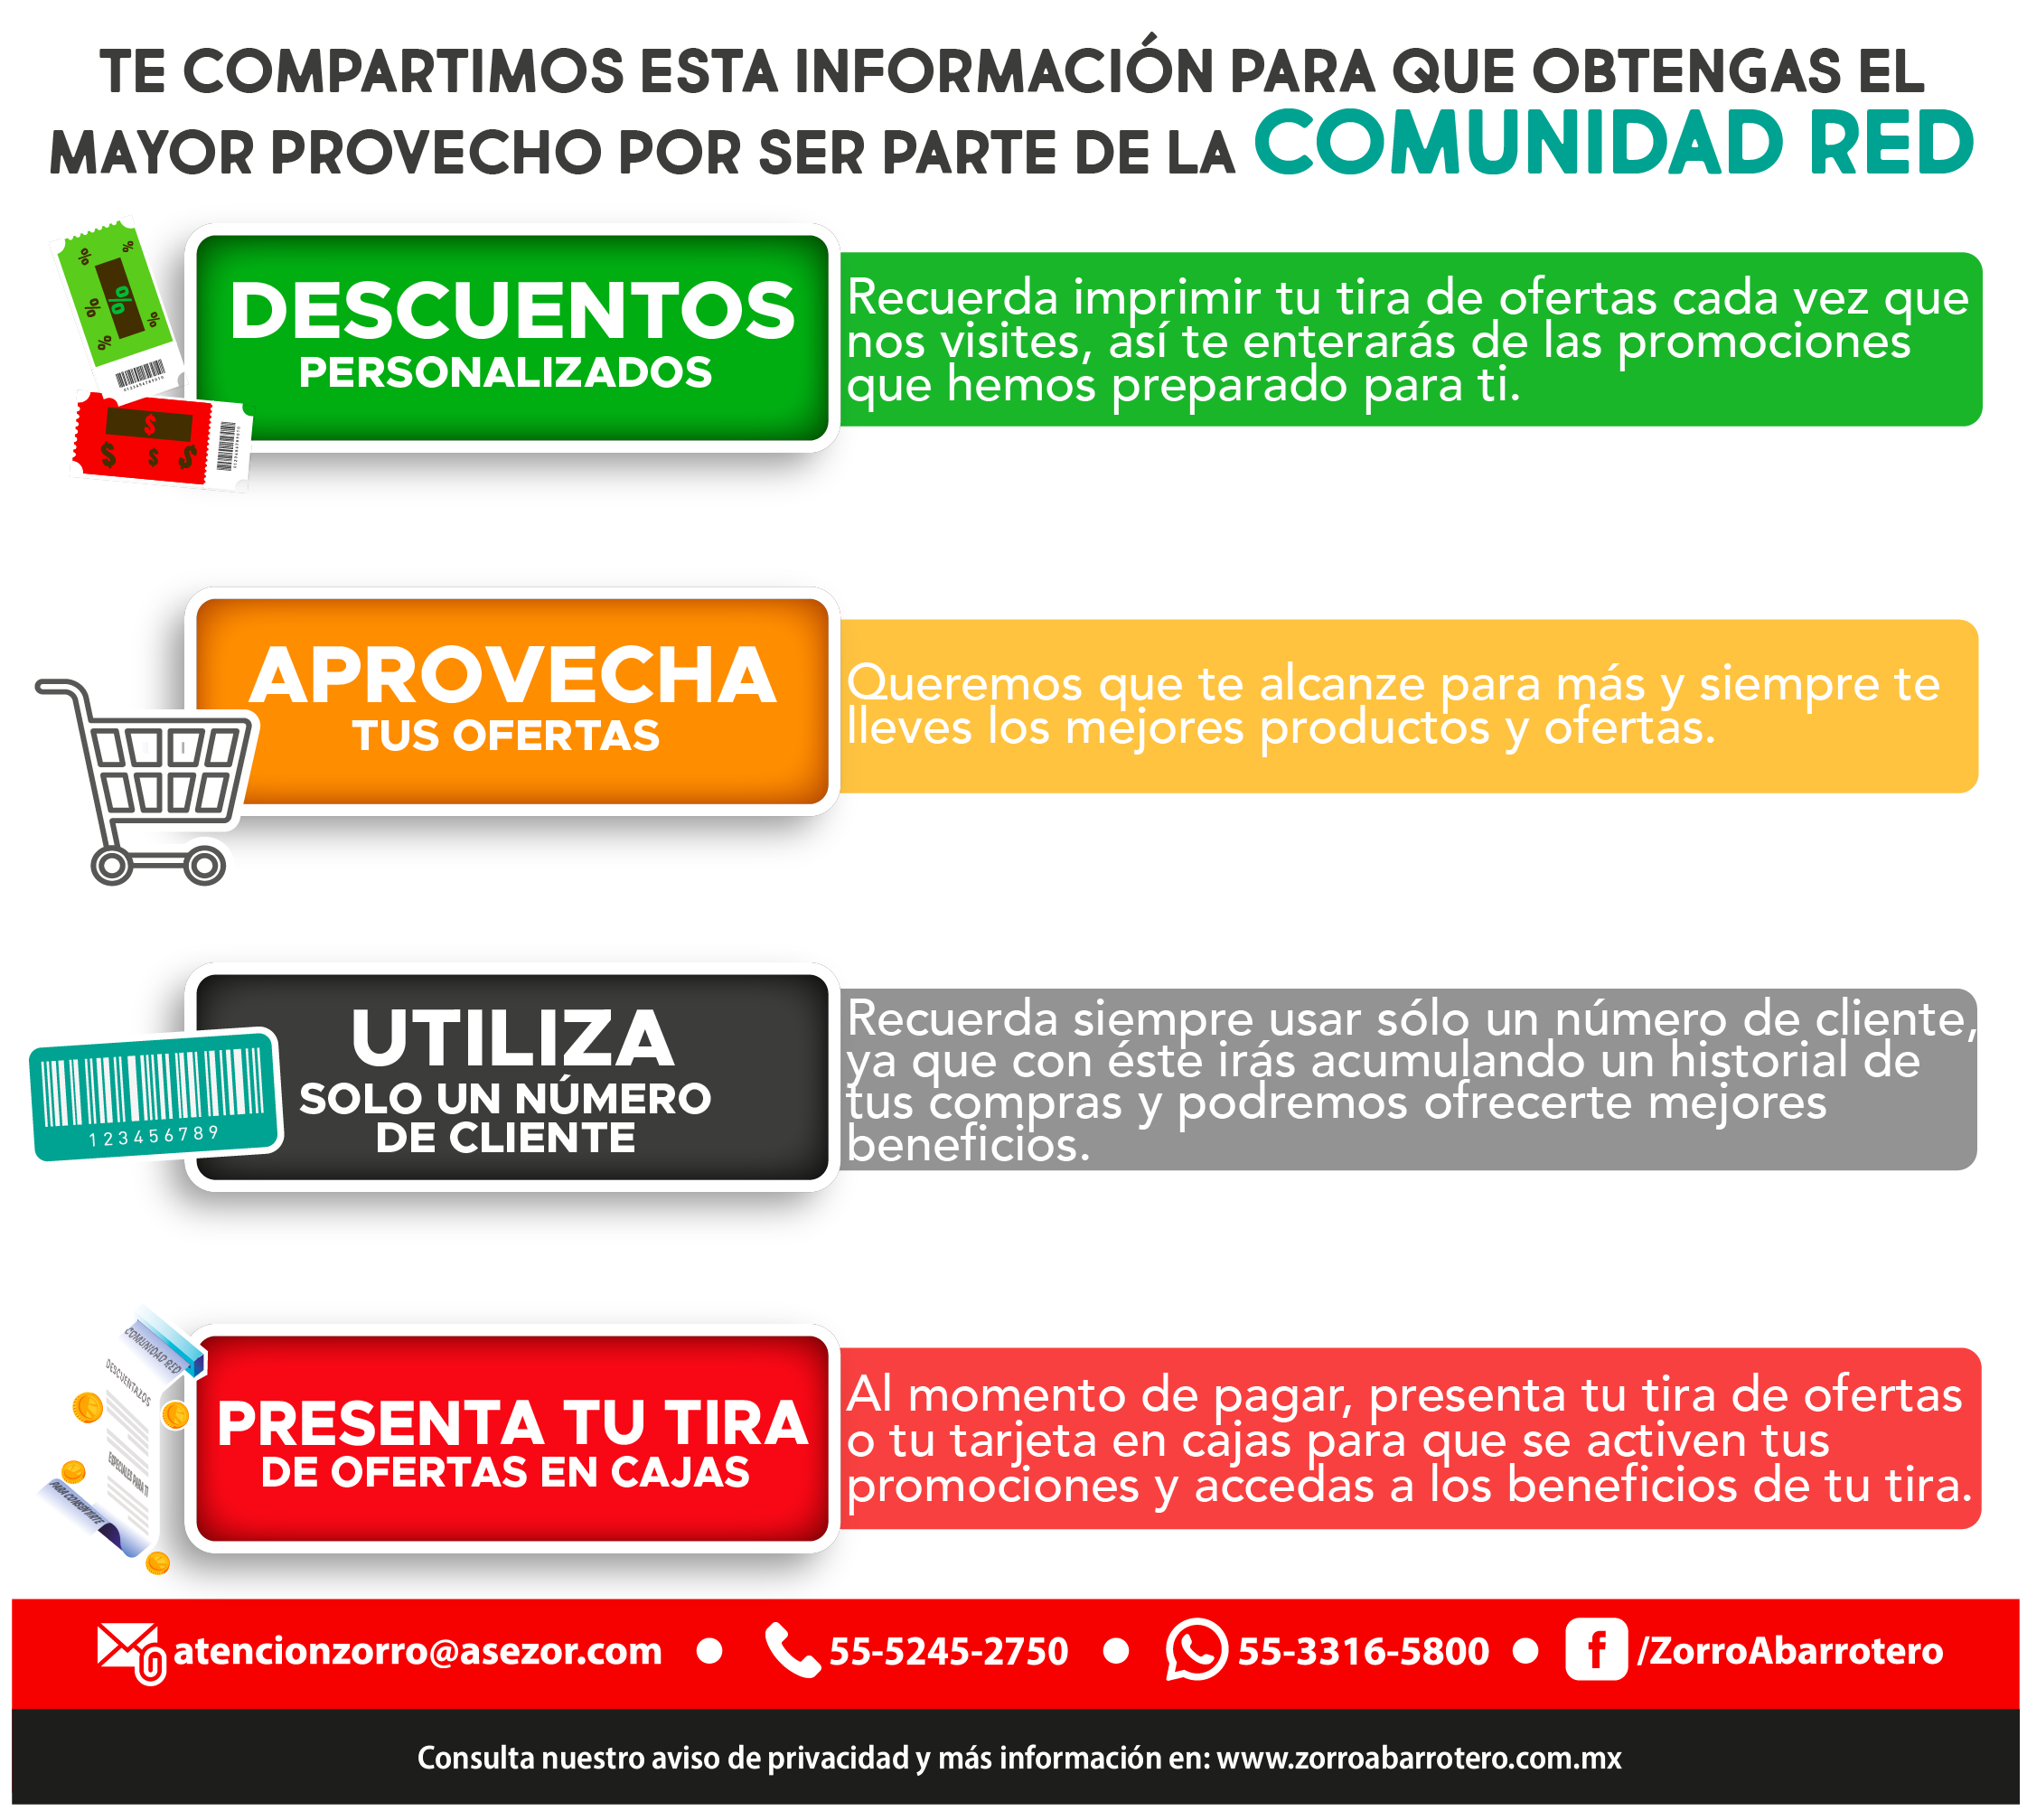 TE COMPARTIMOS ESTA INFORMACIÓN PARA QUE OBTENGAS EL
MAYOR PROVECHO POR SER PARTE DE LA COMUNIDAD RED
DESCUENTOS
PERSONALIZADOS
Recuerda imprimir tu tira de ofertas cada vez que
nos visites, así te enterarás de las promociones
que hemos preparado para ti.
APROVECHA
TUS OFERTAS
Queremos que te alcanze para más y siempre te
lleves los mejores productos y ofertas.
123456789
UTILIZA
SOLO UN NÚMERO
DE CLIENTE
Recuerda siempre usar sólo un número de cliente,
ya que con éste irás acumulando un historial de
tus compras y podremos ofrecerte mejores
beneficios.
COMUNIDAD RED
DESCUENTAZOS
ESPECIALES PARA TI
PARA CONSENTIRTE
PRESENTA TU TIRA
DE OFERTAS EN CAJAS
Al momento de pagar, presenta tu tira de ofertas
o tu tarjeta en cajas para que se activen tus
promociones y accedas a los beneficios de tu tira.
atencionzorro@asezor.com • 55-5245-2750 • 55-3316-5800 • /ZorroAbarrotero
Consulta nuestro aviso de privacidad y más información en: www.zorroabarrotero.com.mx